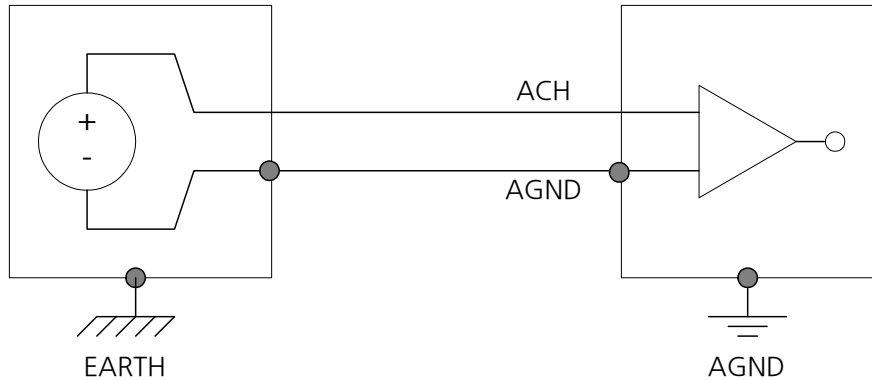 ACH
+
-
AGND
EARTH
AGND